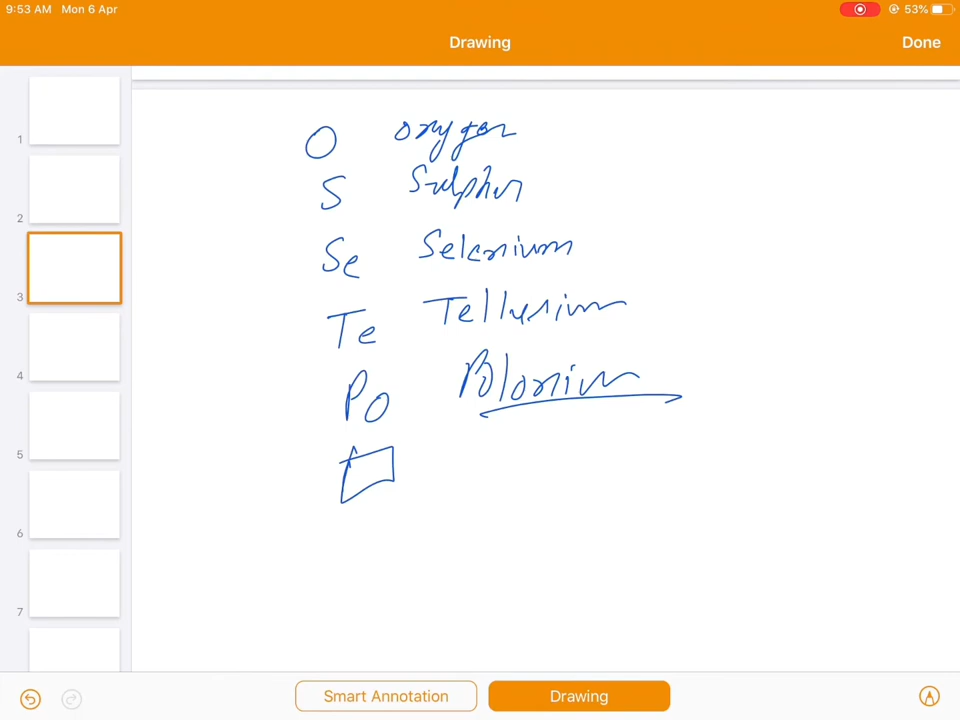 9:53 AM Mon 6 Apr 53%
Drawing Done
O oxygen
S Sulphur
Se Selenium
Te Tellurium
Po Polonium
1
2
3
4
5
6
7
Smart Annotation Drawing